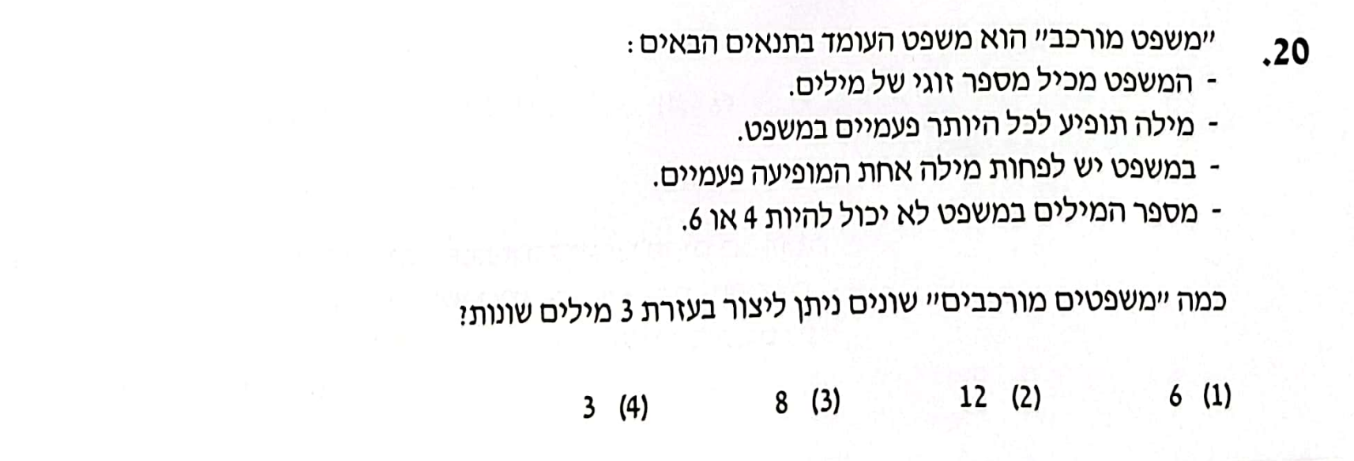 20. "משפט מורכב" הוא משפט העומד בתנאים הבאים:
- המשפט מכיל מספר זוגי של מילים.
- מילה תופיע לכל היותר פעמיים במשפט.
- במשפט יש לפחות מילה אחת המופיעה פעמיים.
- מספר המילים במשפט לא יכול להיות 4 או 6.
כמה "משפטים מורכבים" שונים ניתן ליצור בעזרת 3 מילים שונות?
(1) 6 (2) 12 (3) 8 (4) 3